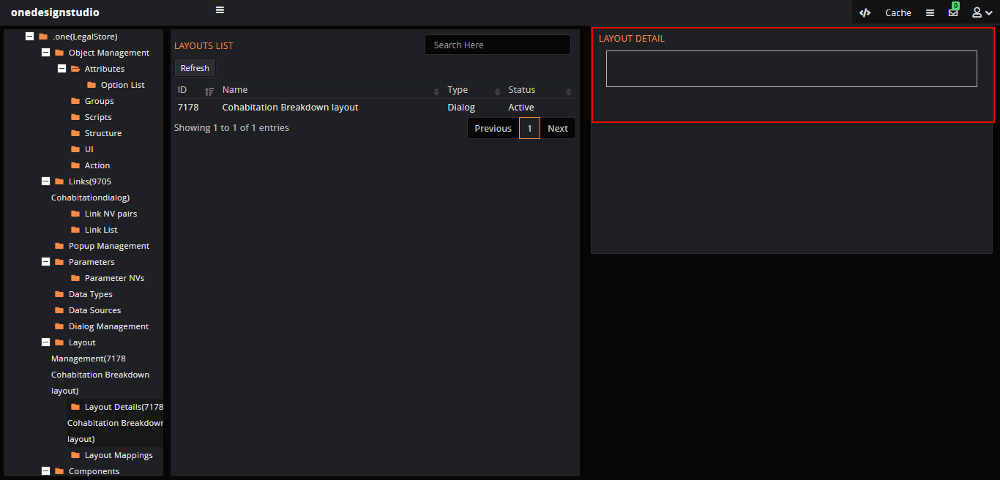 onedesignstudio
Cache
0
.one(LegalStore)
Object Management
Attributes
Option List
Groups
Scripts
Structure
UI
Action
Links(9705
Cohabitationdialog)
Link NV pairs
Link List
Popup Management
Parameters
Parameter NVs
Data Types
Data Sources
Dialog Management
Layout
Management(7178
Cohabitation Breakdown
layout)
Layout Details(7178
Cohabitation Breakdown
layout)
Layout Mappings
Components
LAYOUTS LIST
Search Here
Refresh
ID Name Type Status
7178 Cohabitation Breakdown layout Dialog Active
Showing 1 to 1 of 1 entries
Previous 1 Next
LAYOUT DETAIL